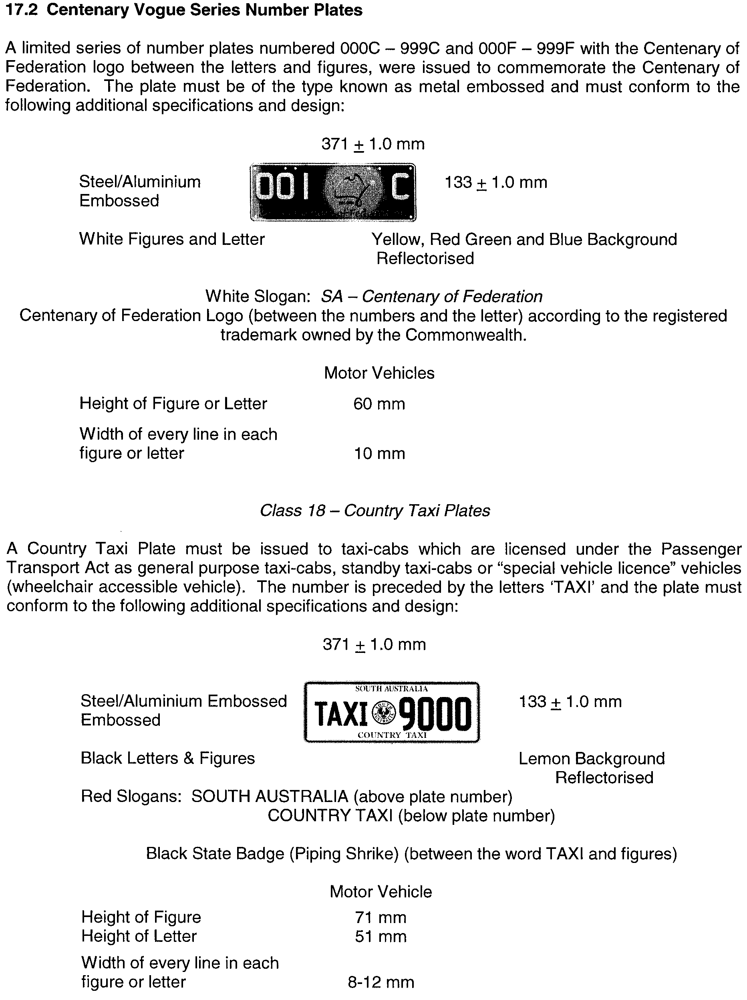 17.2 Centenary Vogue Series Number Plates
A limited series of number plates numbered 000C – 999C and 000F – 999F with the Centenary of
Federation logo between the letters and figures, were issued to commemorate the Centenary of
Federation. The plate must be of the type known as metal embossed and must conform to the
following additional specifications and design:
371 ± 1.0 mm
Steel/Aluminium
Embossed
001 C
133 ± 1.0 mm
White Figures and Letter
Yellow, Red Green and Blue Background
Reflectorised
White Slogan: SA – Centenary of Federation
Centenary of Federation Logo (between the numbers and the letter) according to the registered
trademark owned by the Commonwealth.
Motor Vehicles
Height of Figure or Letter 60 mm
Width of every line in each
figure or letter 10 mm
Class 18 – Country Taxi Plates
A Country Taxi Plate must be issued to taxi-cabs which are licensed under the Passenger
Transport Act as general purpose taxi-cabs, standby taxi-cabs or “special vehicle licence” vehicles
(wheelchair accessible vehicle). The number is preceded by the letters ‘TAXI’ and the plate must
conform to the following additional specifications and design:
371 ± 1.0 mm
Steel/Aluminium Embossed
Embossed
SOUTH AUSTRALIA
TAXI SOUTH AUSTRALIA 9000
COUNTRY TAXI
133 ± 1.0 mm
Black Letters & Figures
Lemon Background
Reflectorised
Red Slogans: SOUTH AUSTRALIA (above plate number)
COUNTRY TAXI (below plate number)
Black State Badge (Piping Shrike) (between the word TAXI and figures)
Motor Vehicle
Height of Figure 71 mm
Height of Letter 51 mm
Width of every line in each
figure or letter 8-12 mm